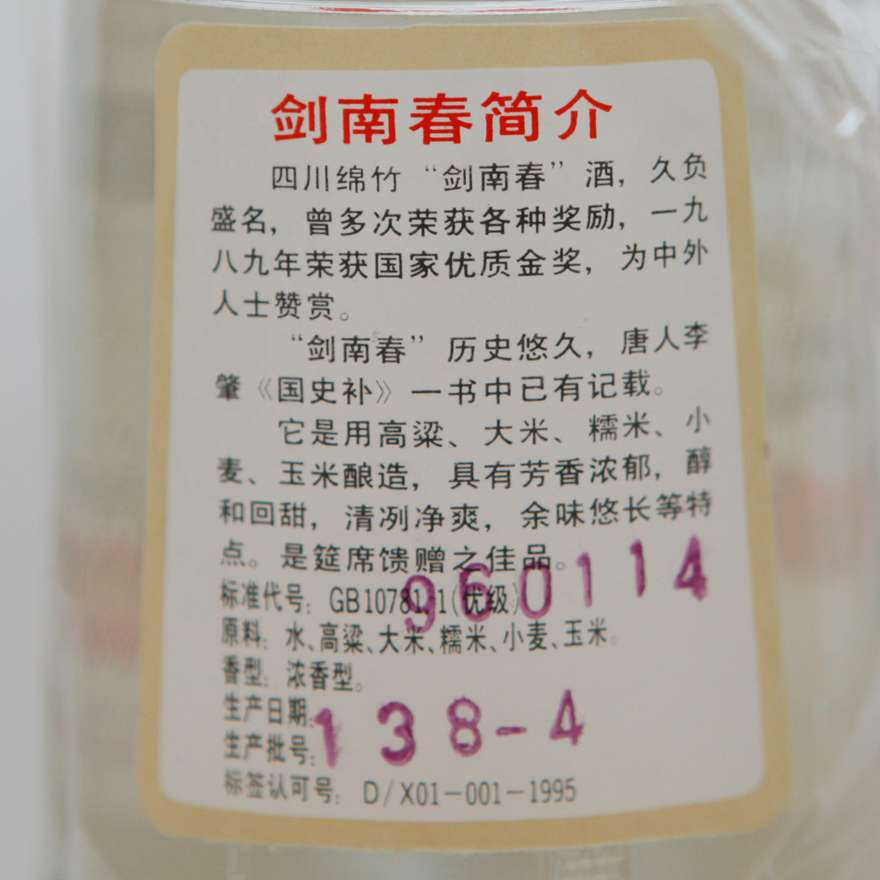 剑南春简介
四川绵竹“剑南春”酒，久负
盛名，曾多次荣获各种奖励，一九
八九年荣获国家优质金奖，为中外
人士赞赏。
“剑南春”历史悠久，唐人李
肇《国史补》一书中已有记载。
它是用高粱、大米、糯米、小
麦、玉米酿造，具有芳香浓郁，醇
和回甜，清冽净爽，余味悠长等特
点。是筵席馈赠之佳品。
960114
标准代号：GB10781.1(优级)
原料：水、高粱、大米、糯米、小麦、玉米。
香型：浓香型。
生产日期：
138-4
生产批号：
标签认可号：D/X01-001-1995